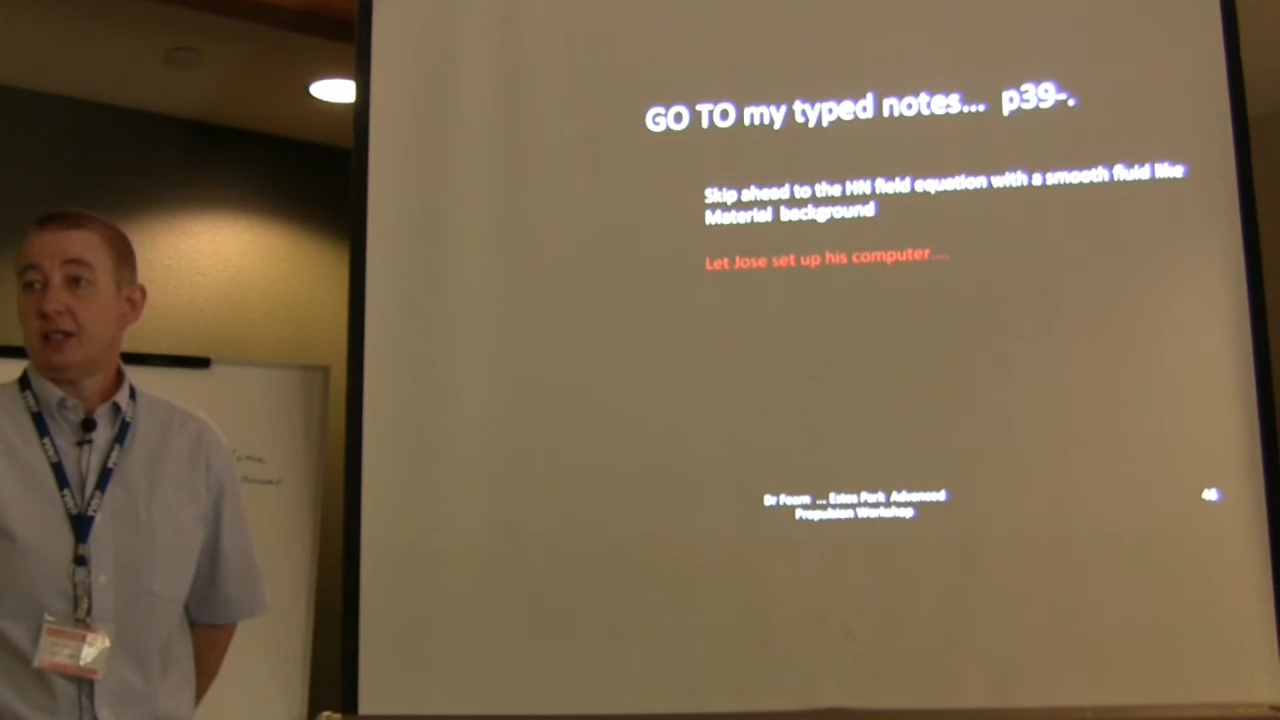 GO TO my typed notes... p39-.
Skip ahead to the HN field equation with a smooth fluid like
Material background
Let Jose set up his computer....
Dr Fearn ... Estes Park Advanced
Propulsion Workshop
46